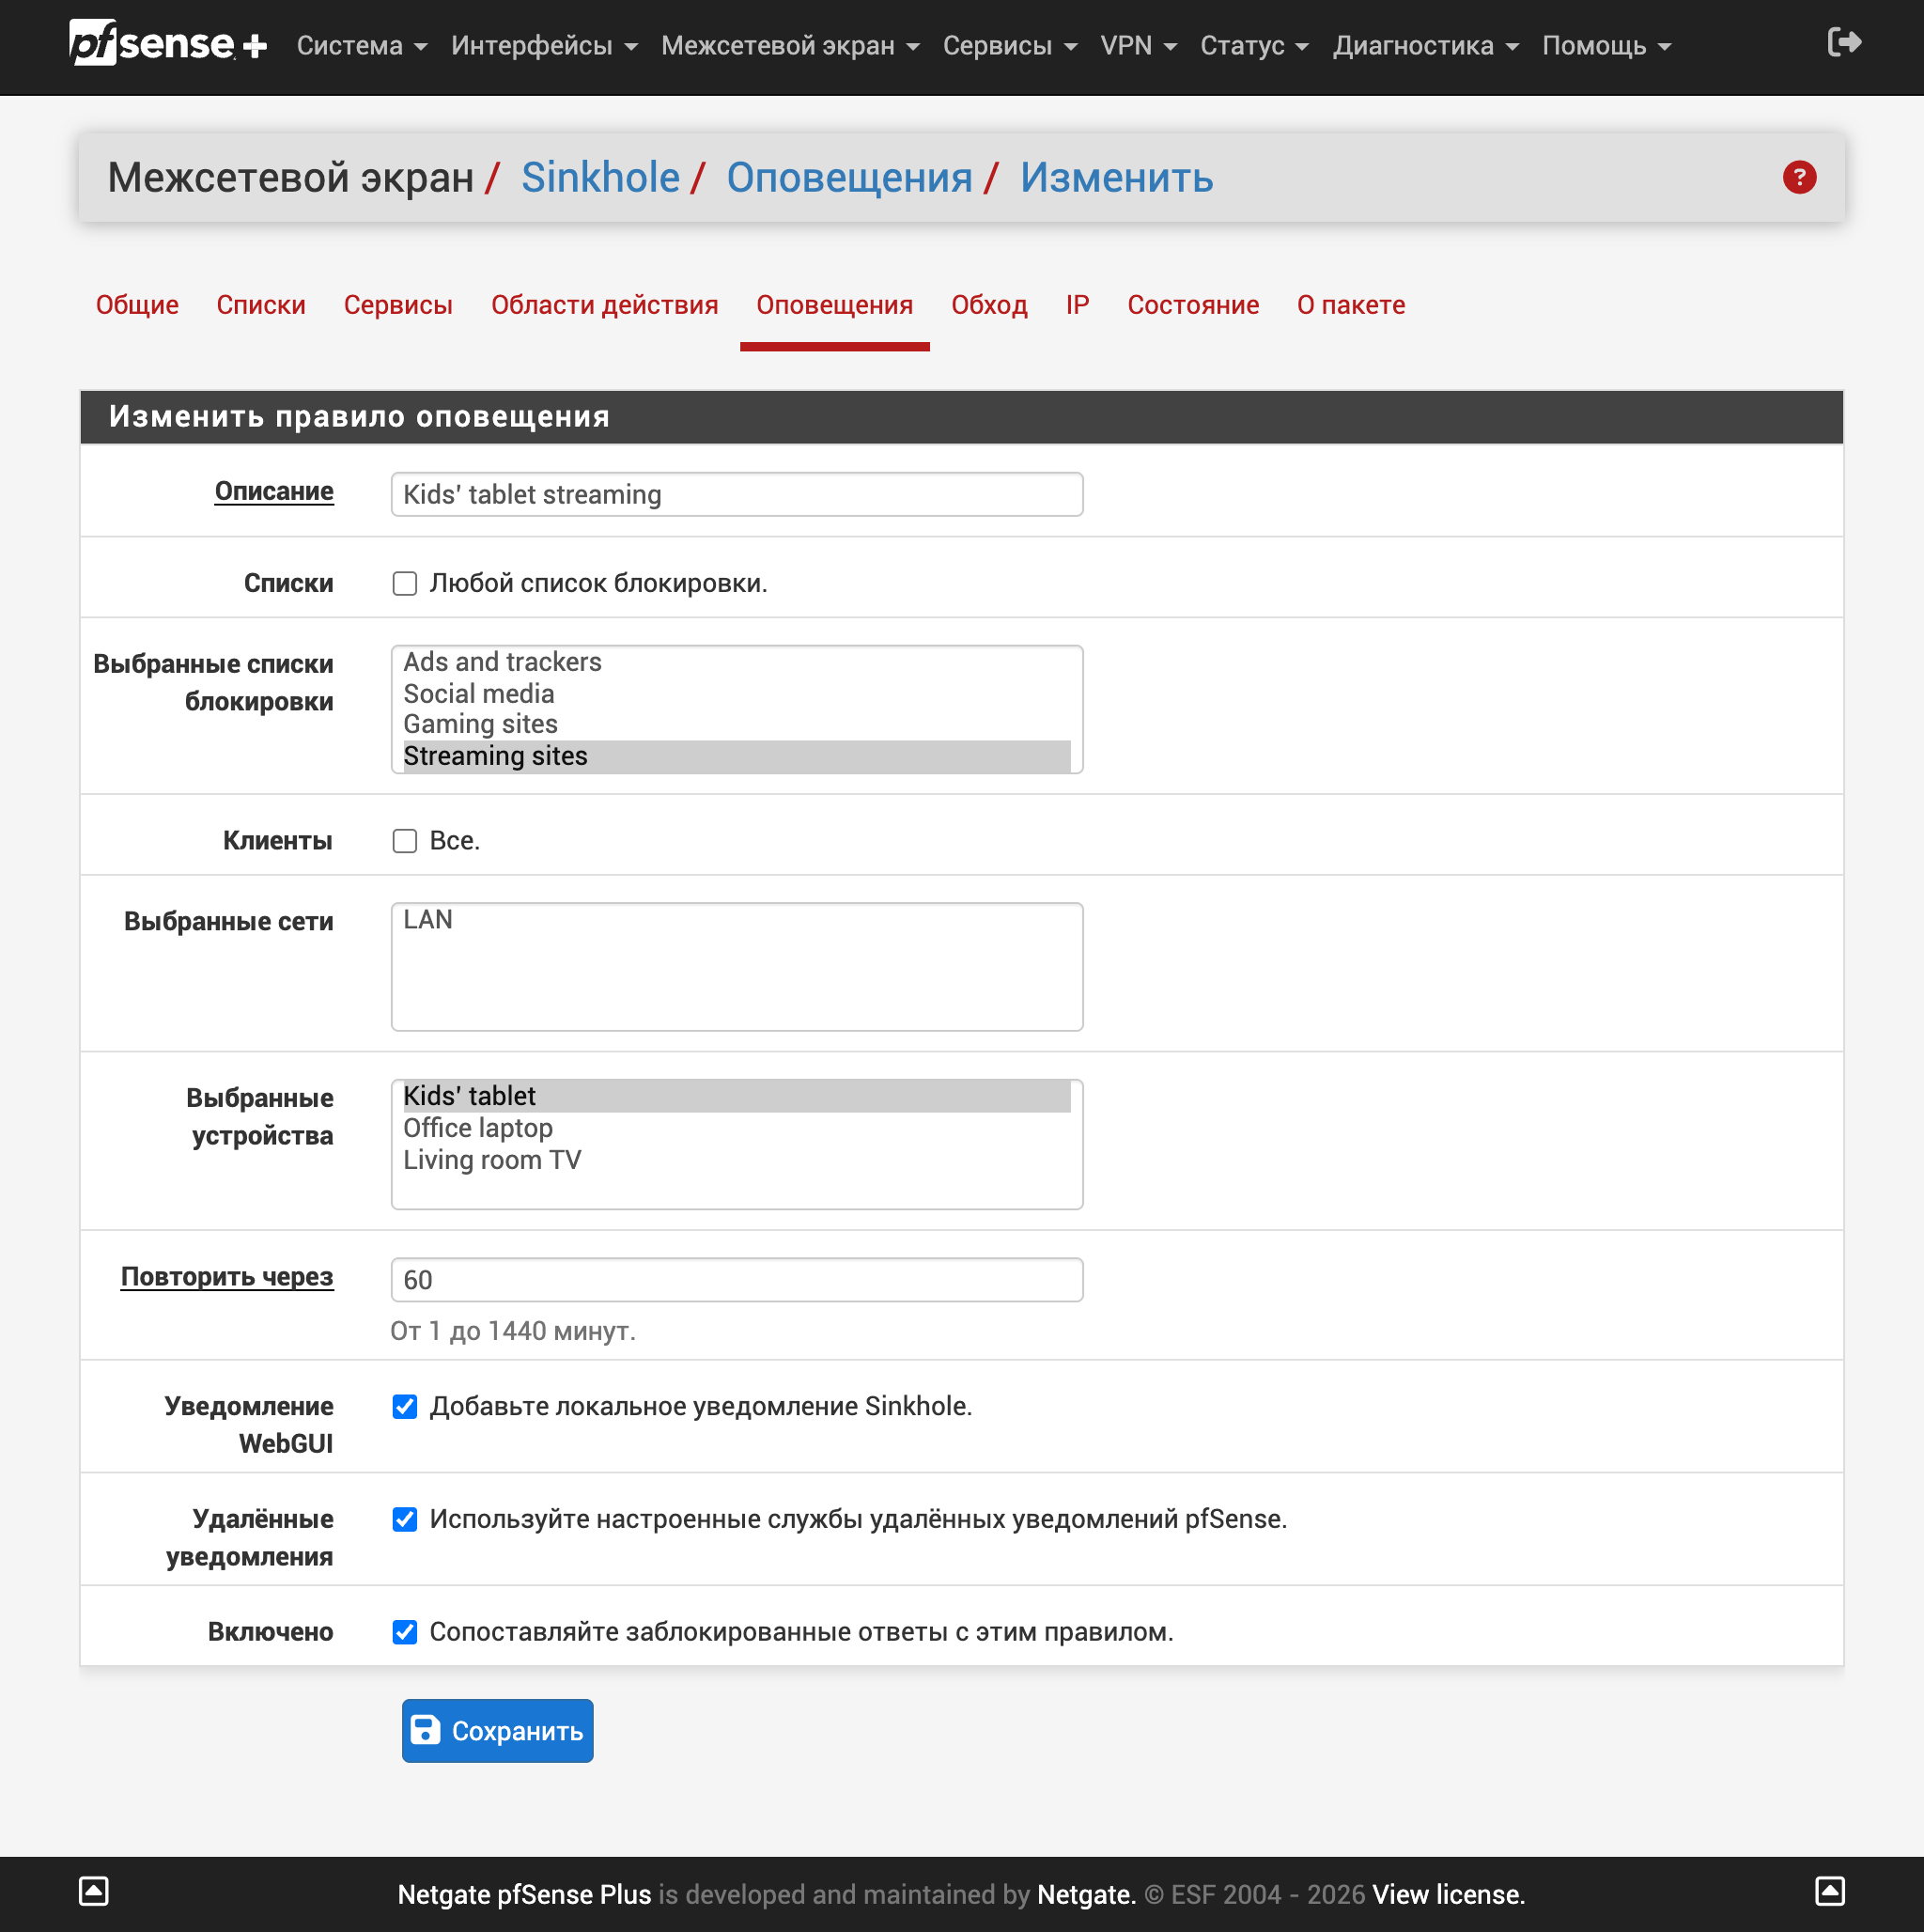 pfsense+ Система Интерфейсы Межсетевой экран Сервисы VPN Статус Диагностика Помощь
Межсетевой экран / Sinkhole / Оповещения / Изменить
Общие Списки Сервисы Области действия Оповещения Обход IP Состояние О пакете
Изменить правило оповещения
Описание Kids' tablet streaming
Списки Любой список блокировки.
Выбранные списки
блокировки
Ads and trackers
Social media
Gaming sites
Streaming sites
Клиенты Все.
Выбранные сети LAN
Выбранные
устройства
Kids' tablet
Office laptop
Living room TV
Повторить через 60
От 1 до 1440 минут.
Уведомление
WebGUI
Добавьте локальное уведомление Sinkhole.
Удалённые
уведомления
Используйте настроенные службы удалённых уведомлений pfSense.
Включено Сопоставляйте заблокированные ответы с этим правилом.
Сохранить
Netgate pfSense Plus is developed and maintained by Netgate. © ESF 2004 - 2026 View license.